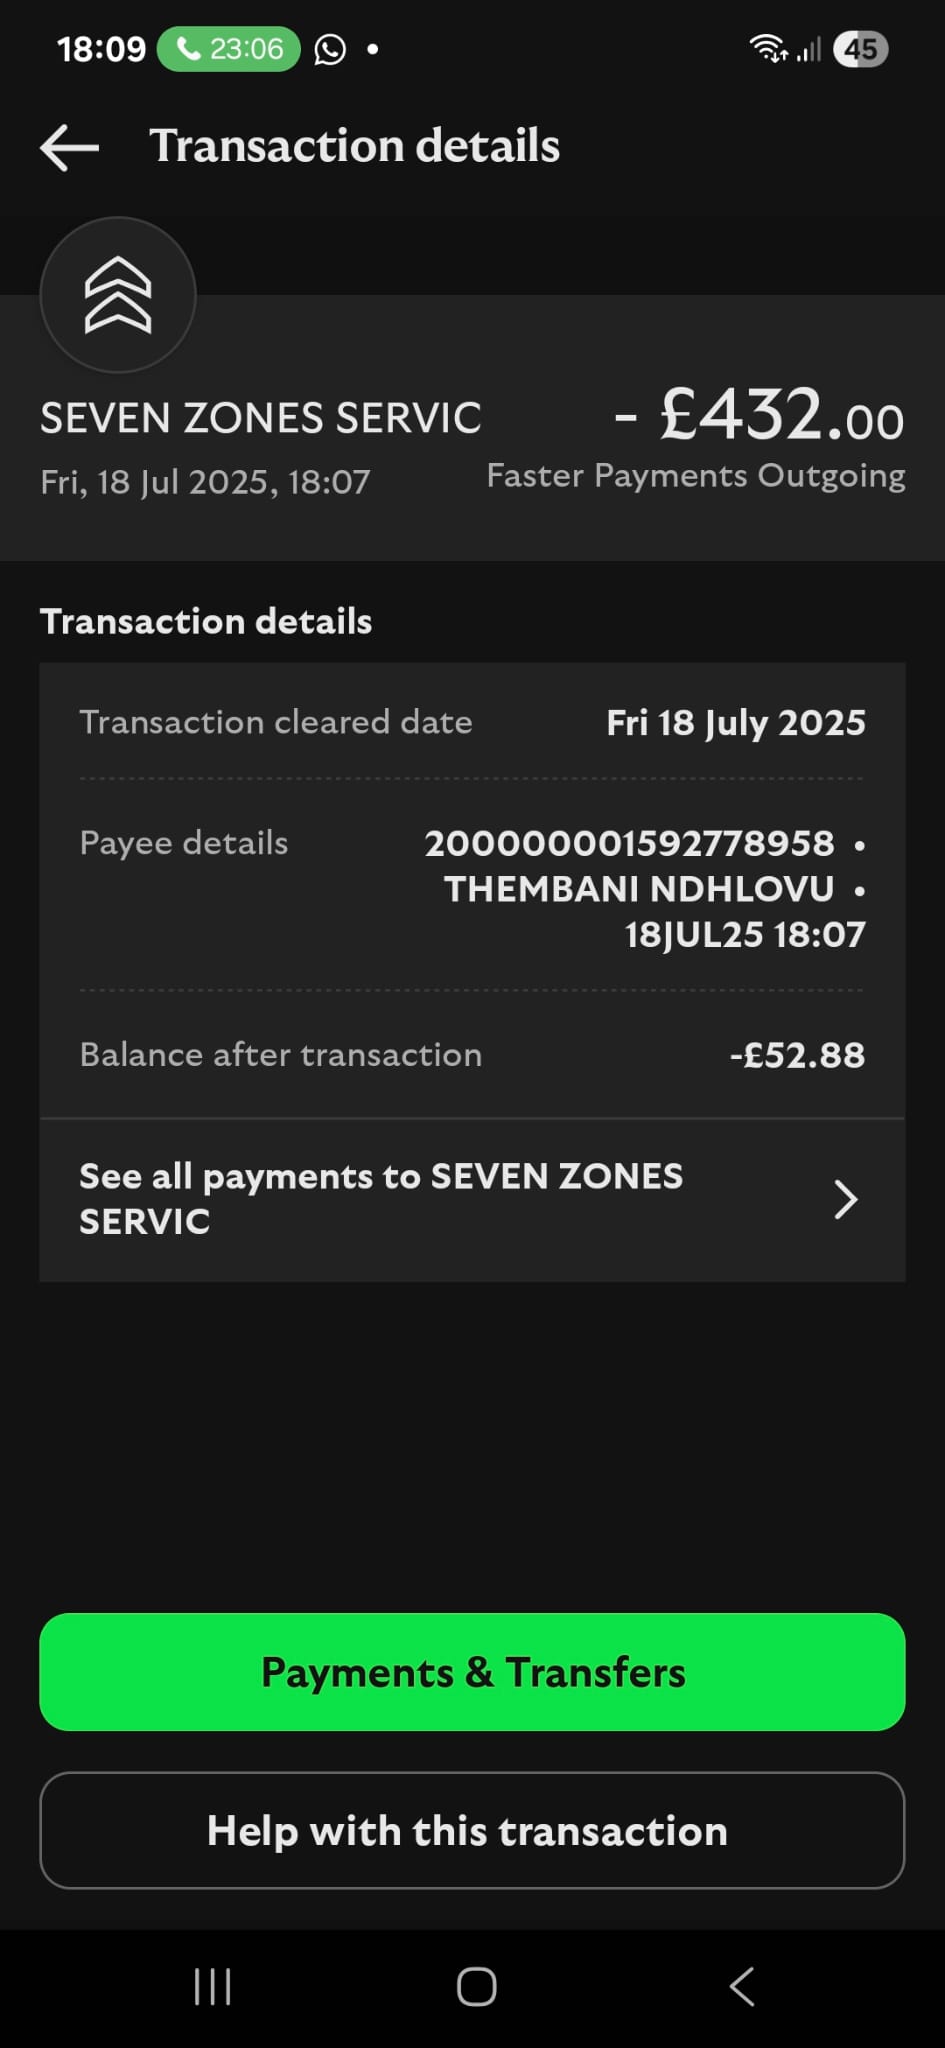 18:09 23:06 45
Transaction details
SEVEN ZONES SERVIC
- £432.00
Fri, 18 Jul 2025, 18:07
Faster Payments Outgoing
Transaction details
Transaction cleared date Fri 18 July 2025
Payee details 200000001592778958 •
THEMBANI NDHLOVU •
18JUL25 18:07
Balance after transaction -£52.88
See all payments to SEVEN ZONES
SERVIC
Payments & Transfers
Help with this transaction